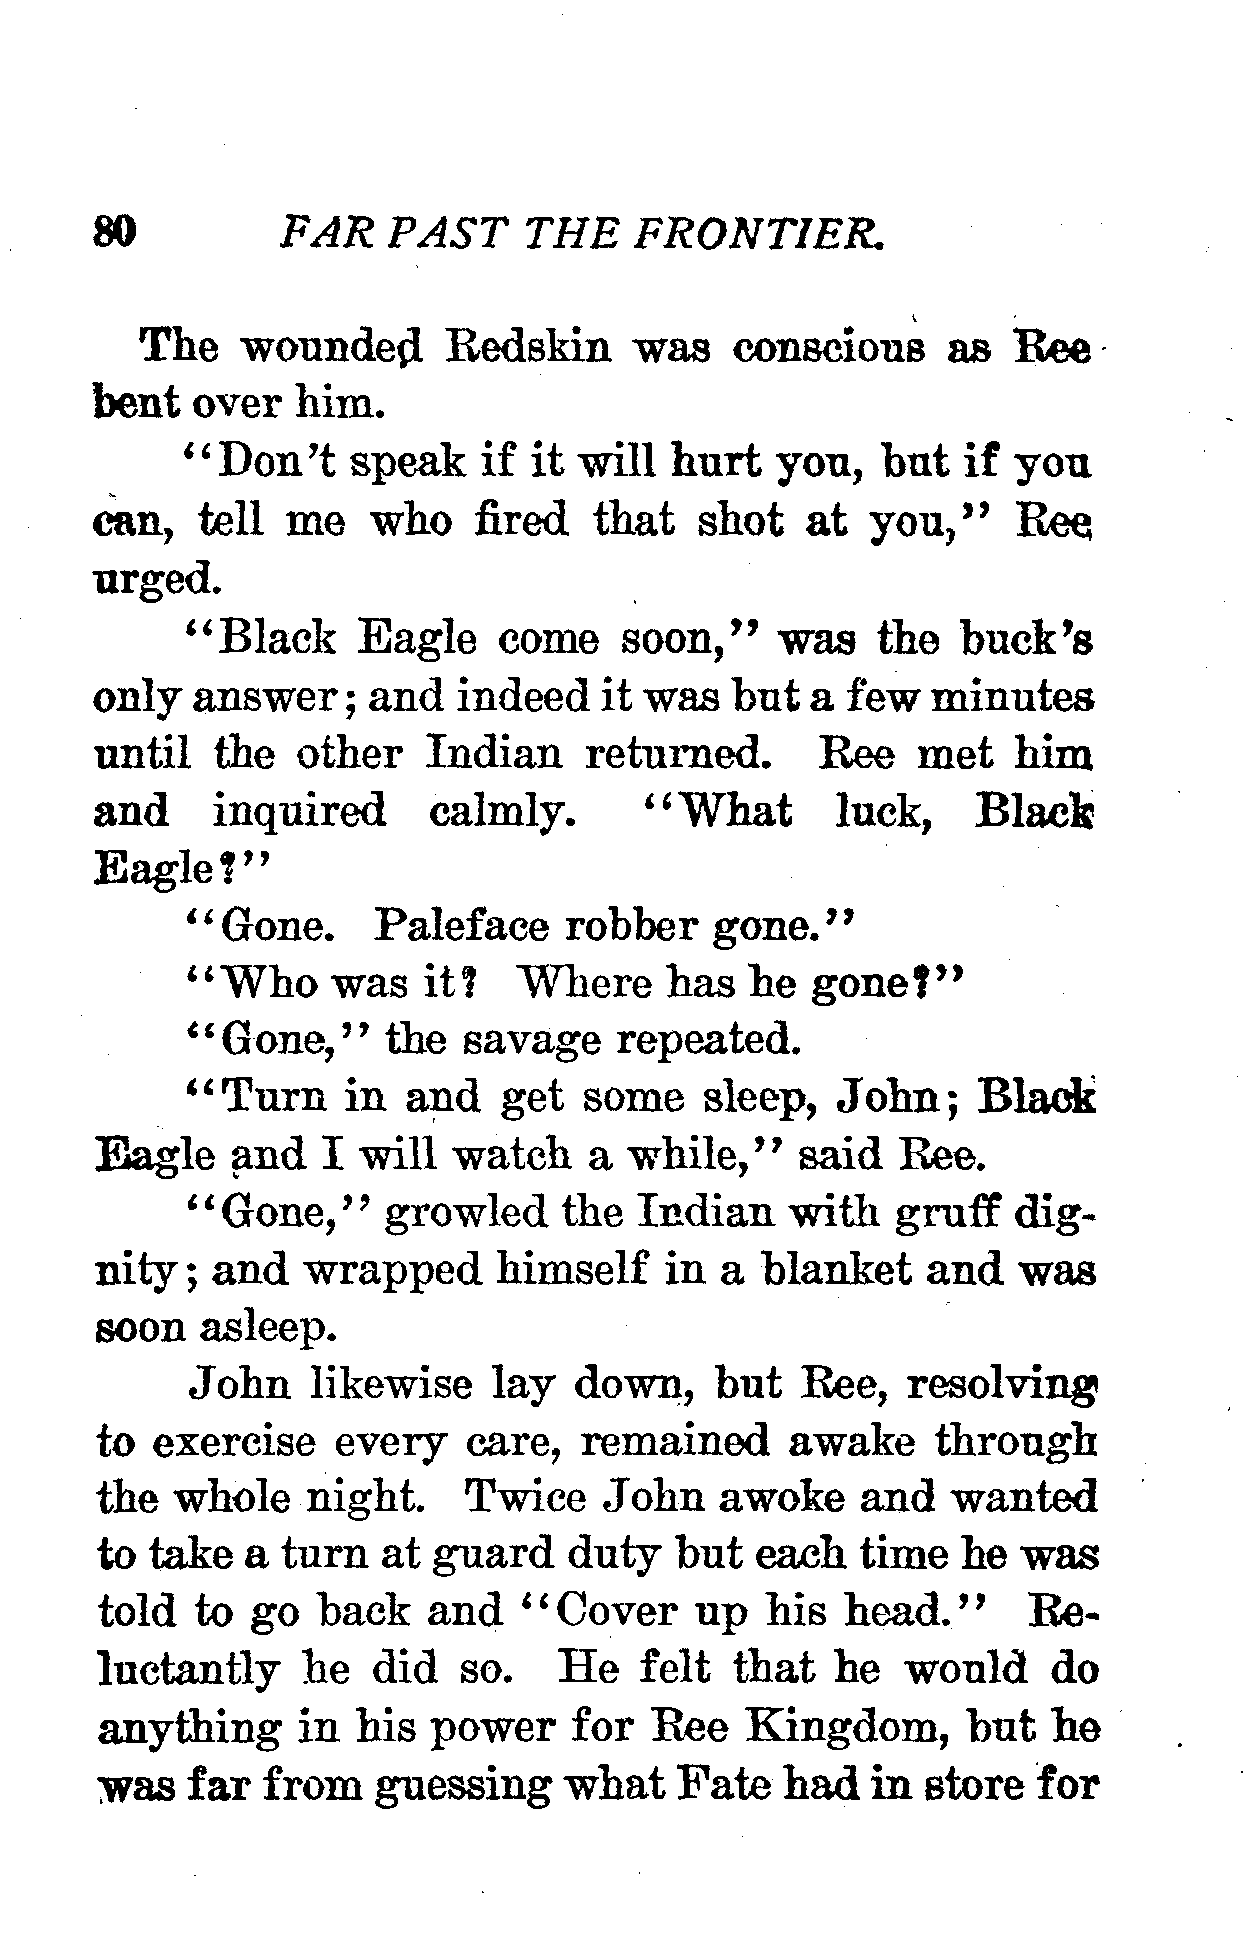 80 FAR PAST THE FRONTIER.
The wounded Redskin was conscious as Ree
bent over him.
"Don't speak if it will hurt you, but if you
can, tell me who fired that shot at you," Ree
urged.
"Black Eagle come soon," was the buck's
only answer; and indeed it was but a few minutes
until the other Indian returned. Ree met him
and inquired calmly. "What luck, Black
Eagle?"
"Gone. Paleface robber gone."
"Who was it? Where has he gone?"
"Gone," the savage repeated.
"Turn in and get some sleep, John; Black
Eagle and I will watch a while," said Ree.
"Gone," growled the Indian with gruff dig-
nity; and wrapped himself in a blanket and was
soon asleep.
John likewise lay down, but Ree, resolving
to exercise every care, remained awake through
the whole night. Twice John awoke and wanted
to take a turn at guard duty but each time he was
told to go back and "Cover up his head." Re-
luctantly he did so. He felt that he would do
anything in his power for Ree Kingdom, but he
was far from guessing what Fate had in store for